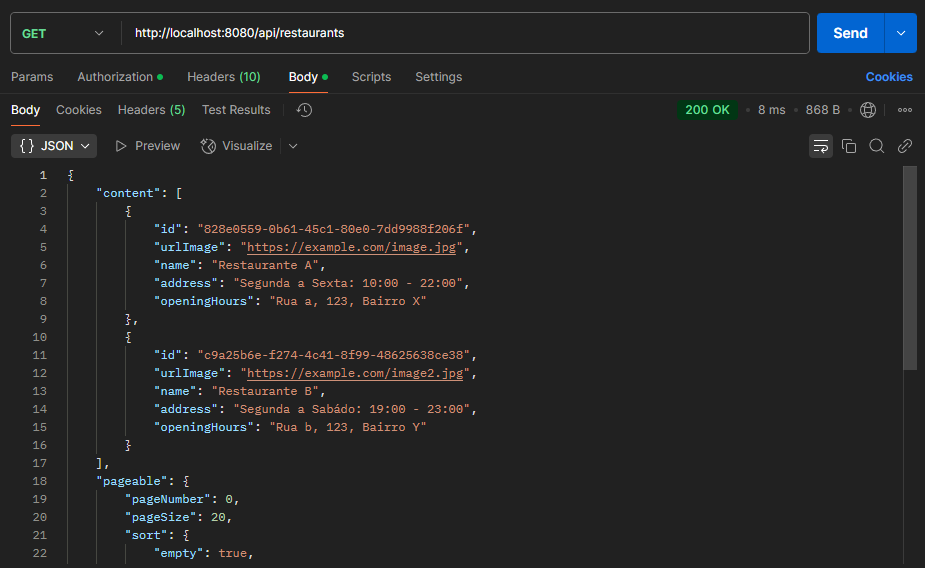 GET http://localhost:8080/api/restaurants Send
Params Authorization Headers (10) Body Scripts Settings Cookies
Body Cookies Headers (5) Test Results 200 OK 8 ms 868 B
{} JSON Preview Visualize
1 {
2 "content": [
3 {
4 "id": "828e0559-0b61-45c1-80e0-7dd9988f206f",
5 "urlImage": "https://example.com/image.jpg",
6 "name": "Restaurante A",
7 "address": "Segunda a Sexta: 10:00 - 22:00",
8 "openingHours": "Rua a, 123, Bairro X"
9 },
10 {
11 "id": "c9a25b6e-f274-4c41-8f99-48625638ce38",
12 "urlImage": "https://example.com/image2.jpg",
13 "name": "Restaurante B",
14 "address": "Segunda a Sabádo: 19:00 - 23:00",
15 "openingHours": "Rua b, 123, Bairro Y"
16 }
17 ],
18 "pageable": {
19 "pageNumber": 0,
20 "pageSize": 20,
21 "sort": {
22 "empty": true,